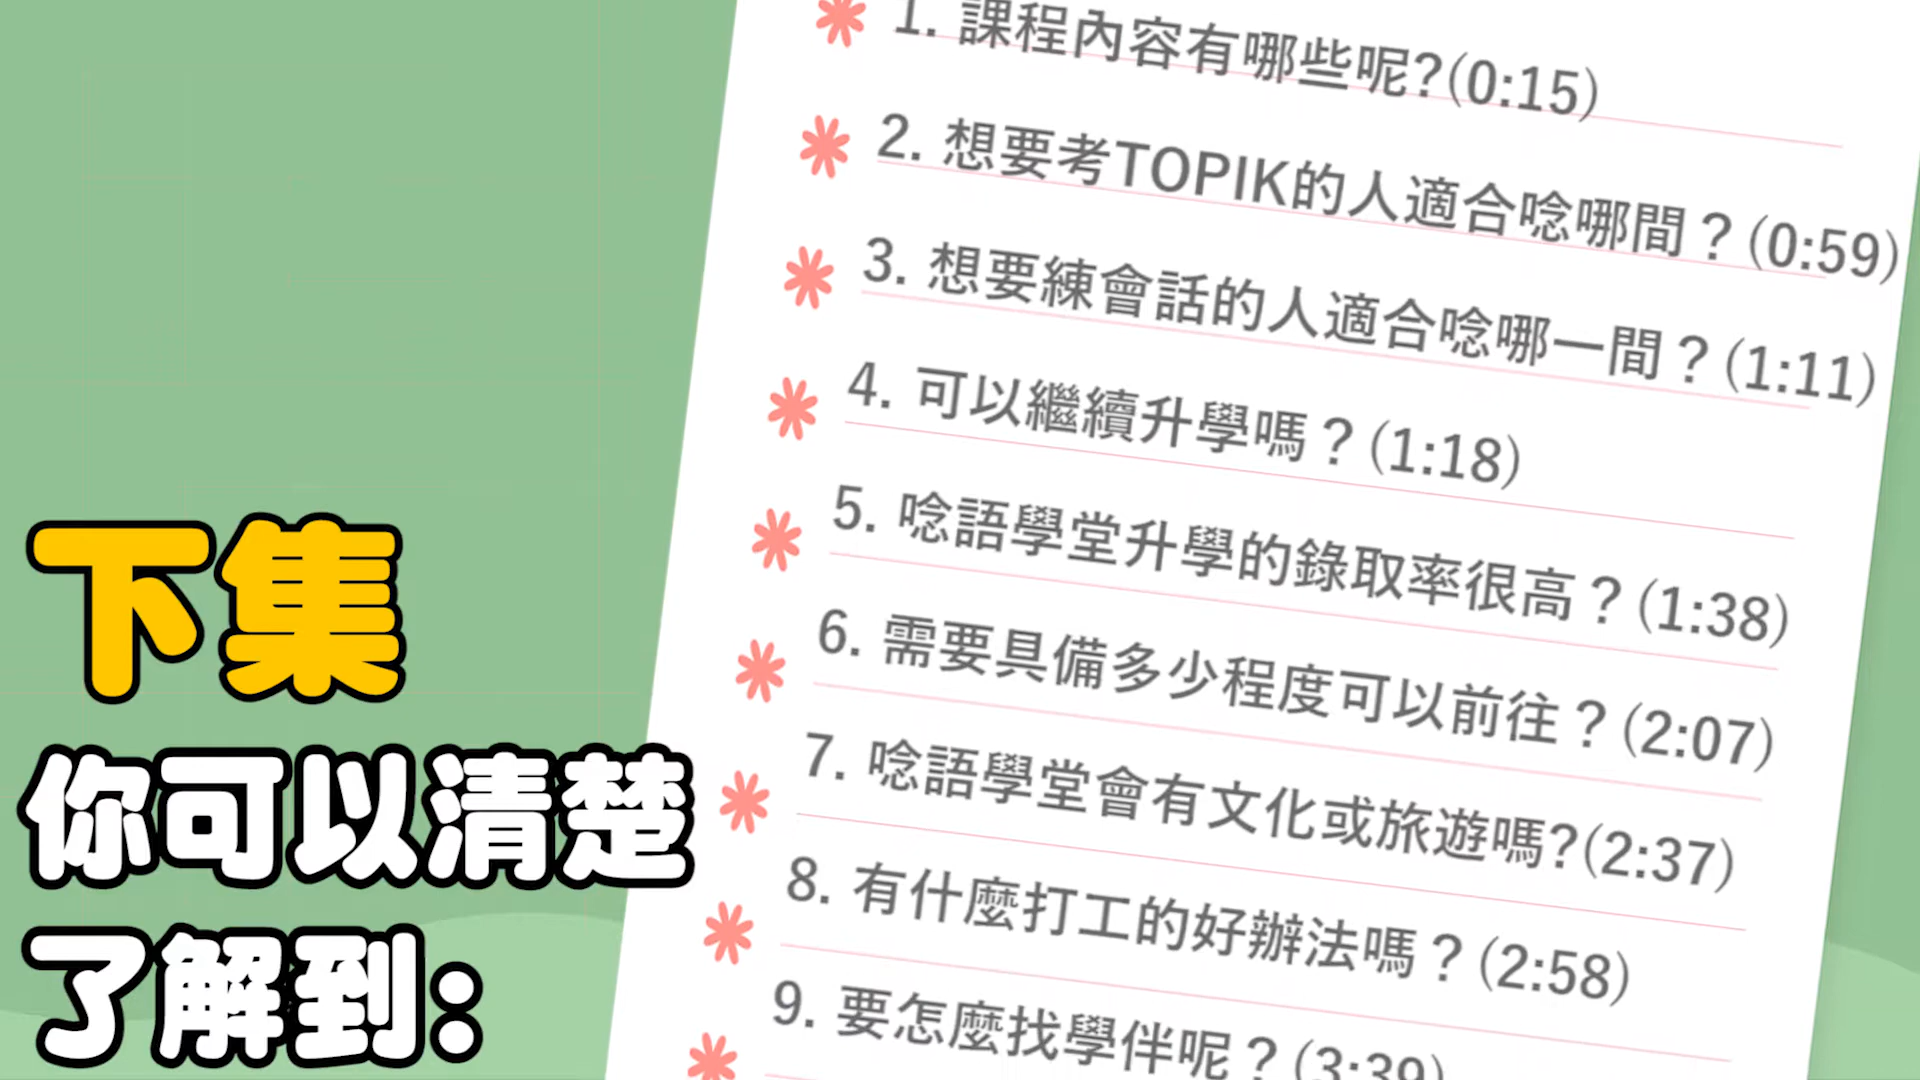 下集
你可以清楚
了解到:
1. 課程內容有哪些呢?(0:15)
2. 想要考TOPIK的人適合唸哪間？(0:59)
3. 想要練會話的人適合唸哪一間？(1:11)
4. 可以繼續升學嗎？(1:18)
5. 唸語學堂升學的錄取率很高？(1:38)
6. 需要具備多少程度可以前往？(2:07)
7. 唸語學堂會有文化或旅遊嗎?(2:37)
8. 有什麼打工的好辦法嗎？(2:58)
9. 要怎麼找學伴呢？(3:39)